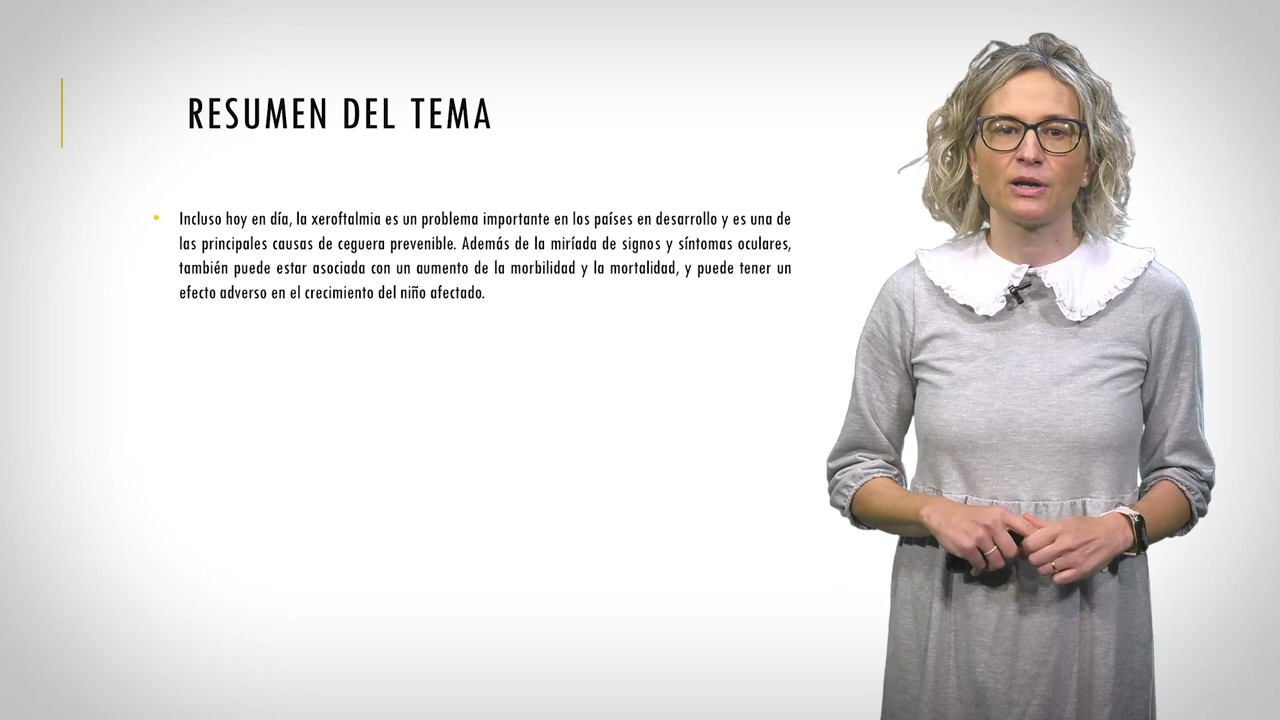 RESUMEN DEL TEMA
Incluso hoy en día, la xeroftalmia es un problema importante en los países en desarrollo y es una de
las principales causas de ceguera prevenible. Además de la miríada de signos y síntomas oculares,
también puede estar asociada con un aumento de la morbilidad y la mortalidad, y puede tener un
efecto adverso en el crecimiento del niño afectado.